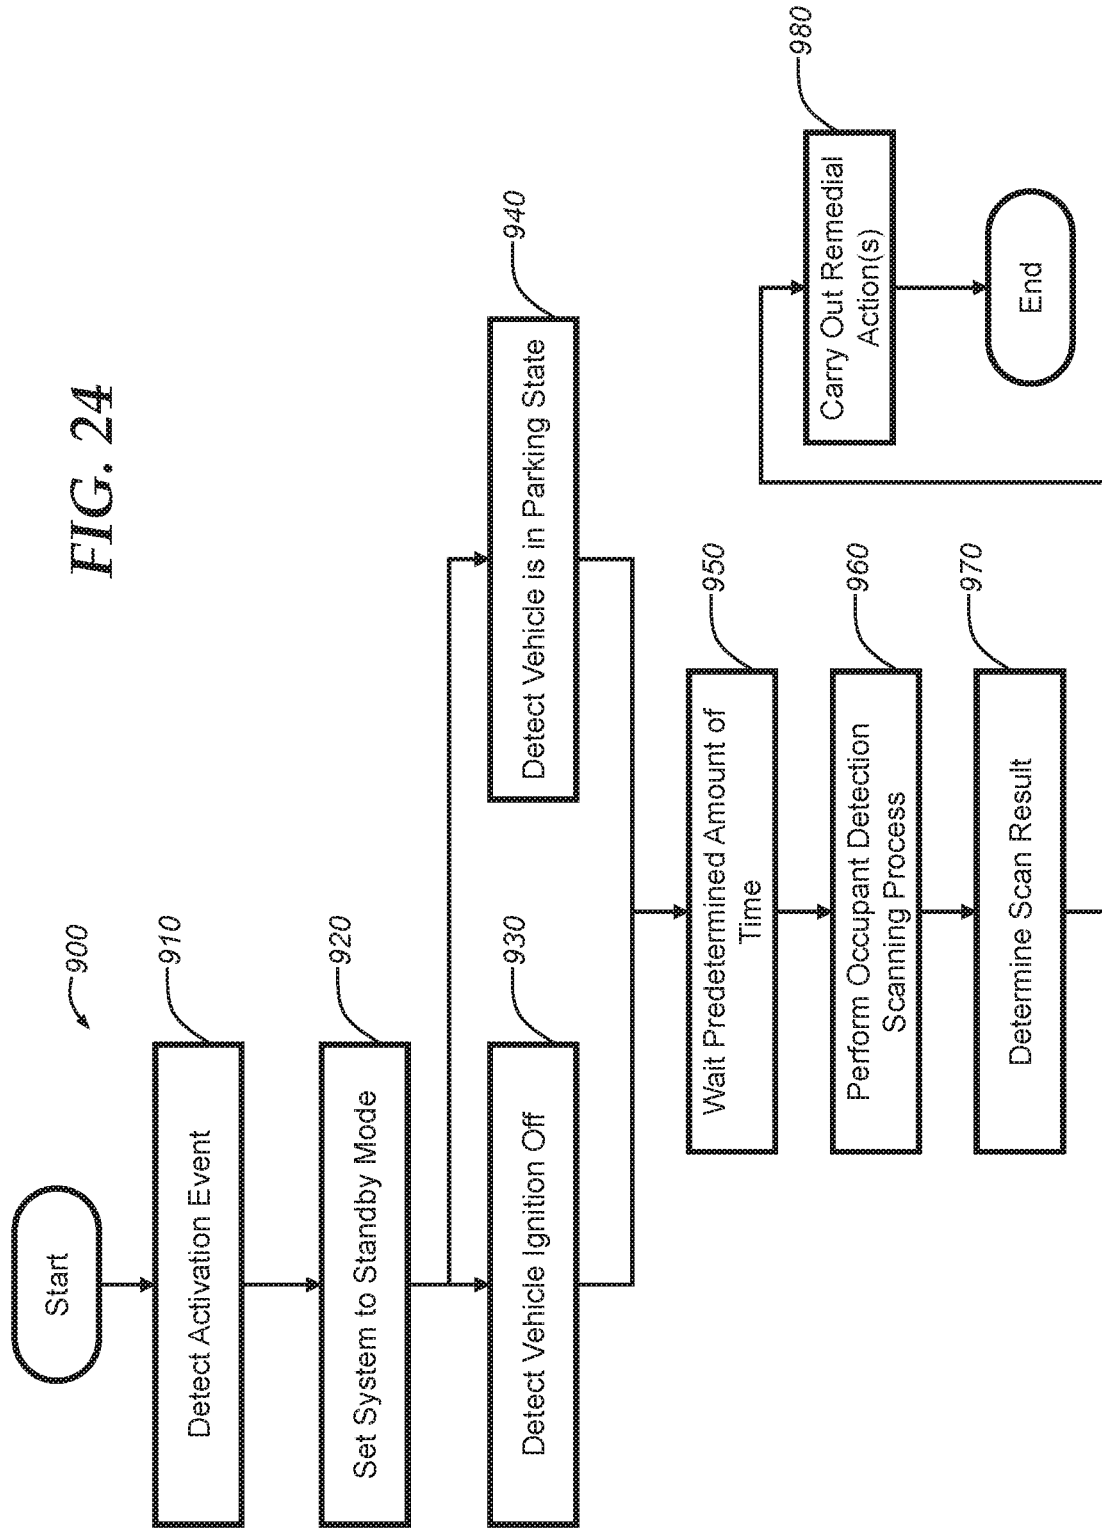 FIG. 24
900
Start
Detect Activation Event
910
Set System to Standby Mode
920
Detect Vehicle Ignition Off
930
Detect Vehicle is in Parking State
940
Wait Predetermined Amount of
Time
950
Perform Occupant Detection
Scanning Process
960
Determine Scan Result
970
Carry Out Remedial
Action(s)
980
End